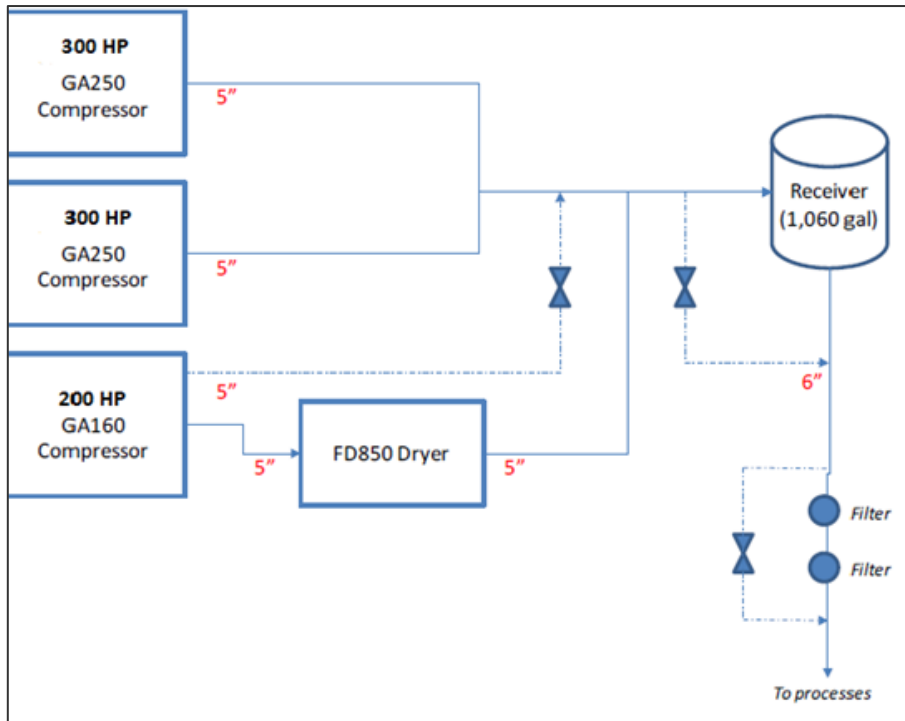 300 HP
GA250
Compressor
5”
300 HP
GA250
Compressor
5”
200 HP
GA160
Compressor
5”
5”
FD850 Dryer
5”
Receiver
(1,060 gal)
6”
Filter
Filter
To processes